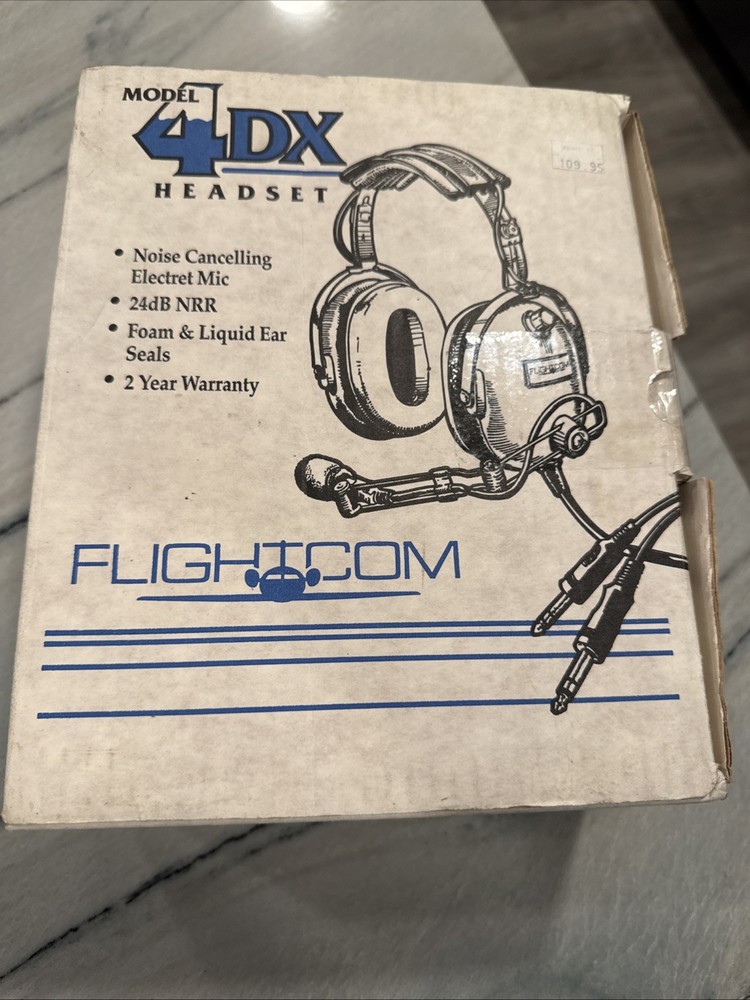 MODEL
4DX
HEADSET
109.95
• Noise Cancelling
Electret Mic
• 24dB NRR
• Foam & Liquid Ear
Seals
• 2 Year Warranty
FLIGHTCOM
FLIGHTCOM